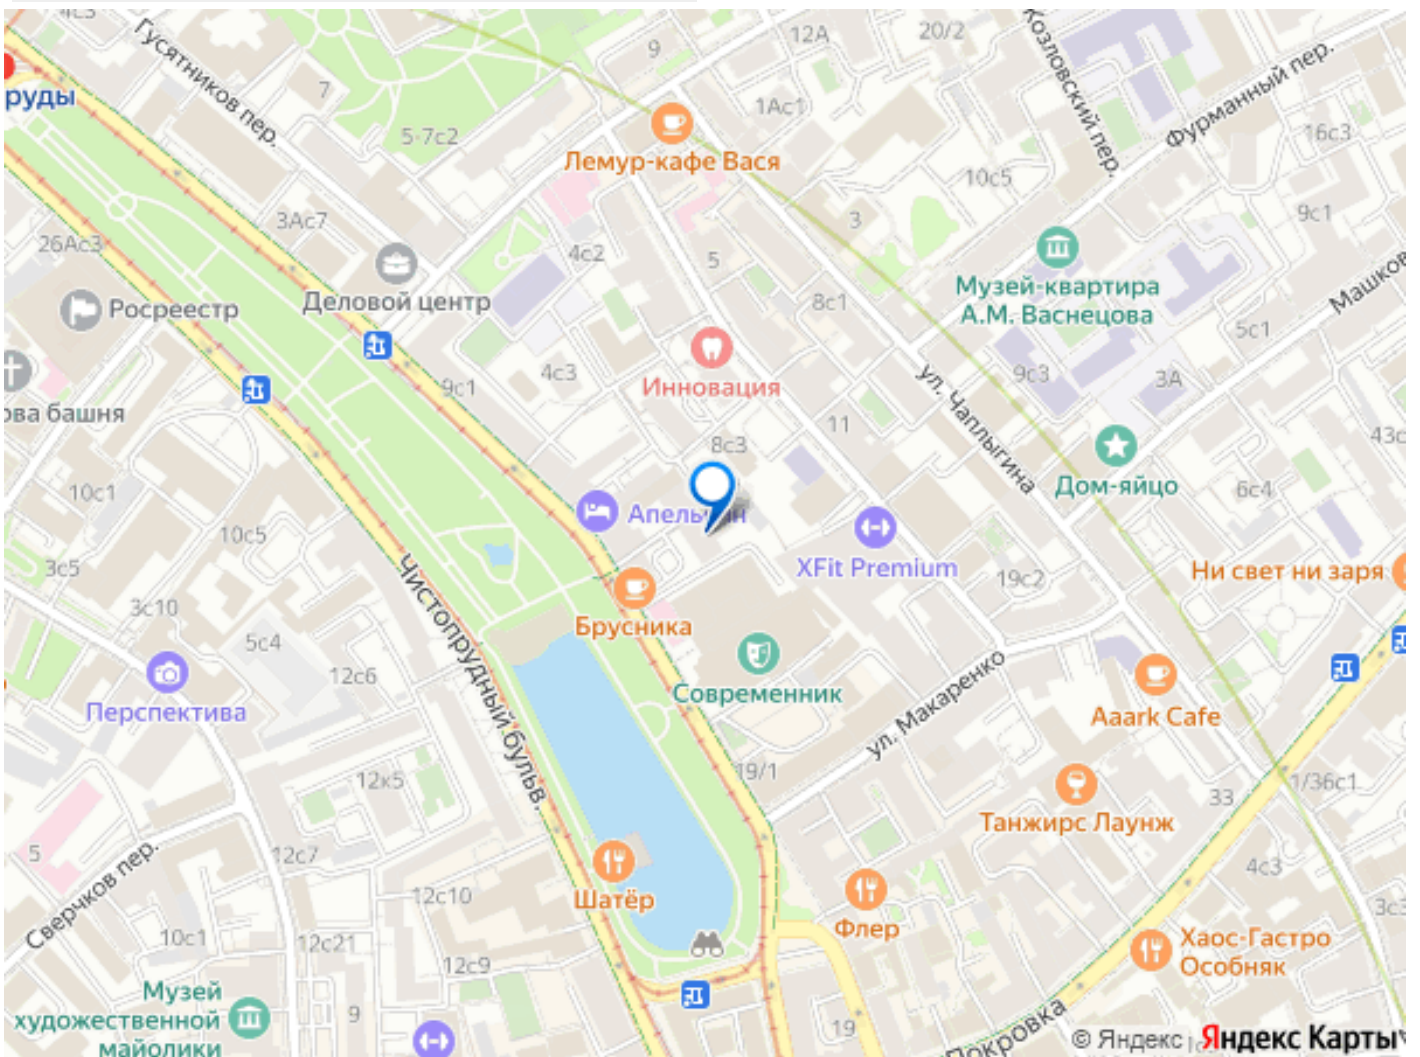 4с3
Гусятников пер.
9
12А
20/2
Козловский пер.
Фурманный пер.
руды
7
1Ас1
5-7с2
16с3
Лемур-кафе Вася
10с5
3Ас7
3
9с1
26Ас3
4с2
5
Деловой центр
Росреестр
8с1
Музей-квартира
А.М. Васнецова
Машков
5с1
Инновация
4с3
9с1
9с3
3А
ова башня
ул. Чаплыгина
11
8с3
43с
Дом-яйцо
6с4
10с1
Апельсин
10с5
XFit Premium
19с2
Ни свет ни заря
3с5
3с10
Чистопрудный бульв.
Брусника
5с4
12с6
Современник
ул. Макаренко
Перспектива
Aaark Cafe
19/1
12к5
1/36с1
33
Танжирс Лаунж
5
Сверчков пер.
12с7
12с10
Шатёр
4с3
Флер
3с3
10с1
12с21
12с9
Хаос-Гастро
Особняк
Музей
художественной
майолики
9
19
Покровка
© Яндекс
Яндекс Карты